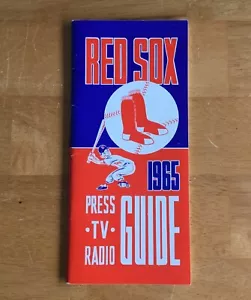 RED SOX
1965
PRESS
• TV •
RADIO
GUIDE